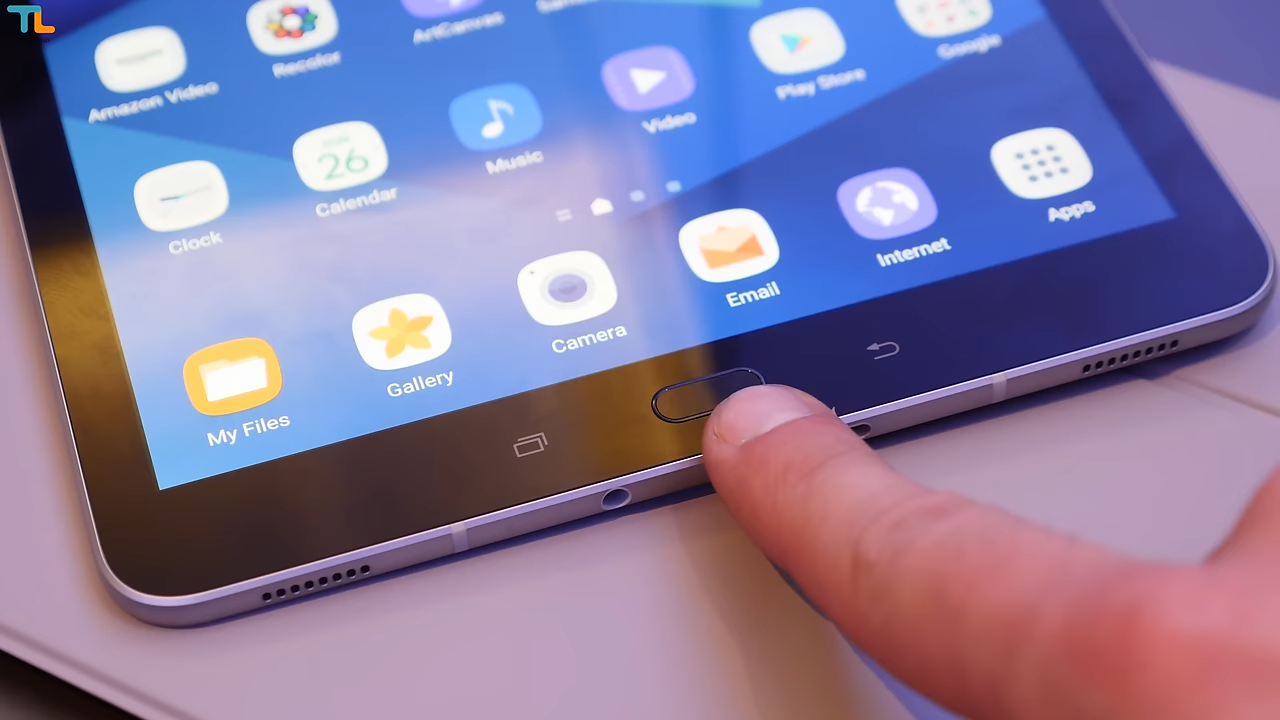 TL
ArtCanvas
Amazon Video
Recolor
Play Store
Google
Video
26
Music
Clock
Calendar
Internet
Apps
My Files
Gallery
Camera
Email